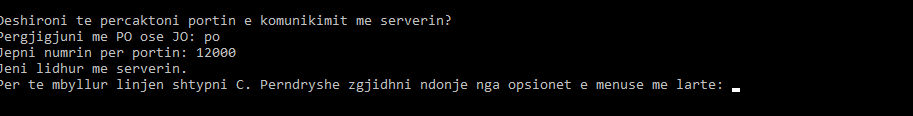 Deshironi te percaktoni portin e komunikimit me serverin?
Pergjigjuni me PO ose JO: po
Jepni numrin per portin: 12000
Jeni lidhur me serverin.
Per te mbyllur linjen shtypni C. Perndryshe zgjidhni ndonje nga opsionet e menuse me larte: